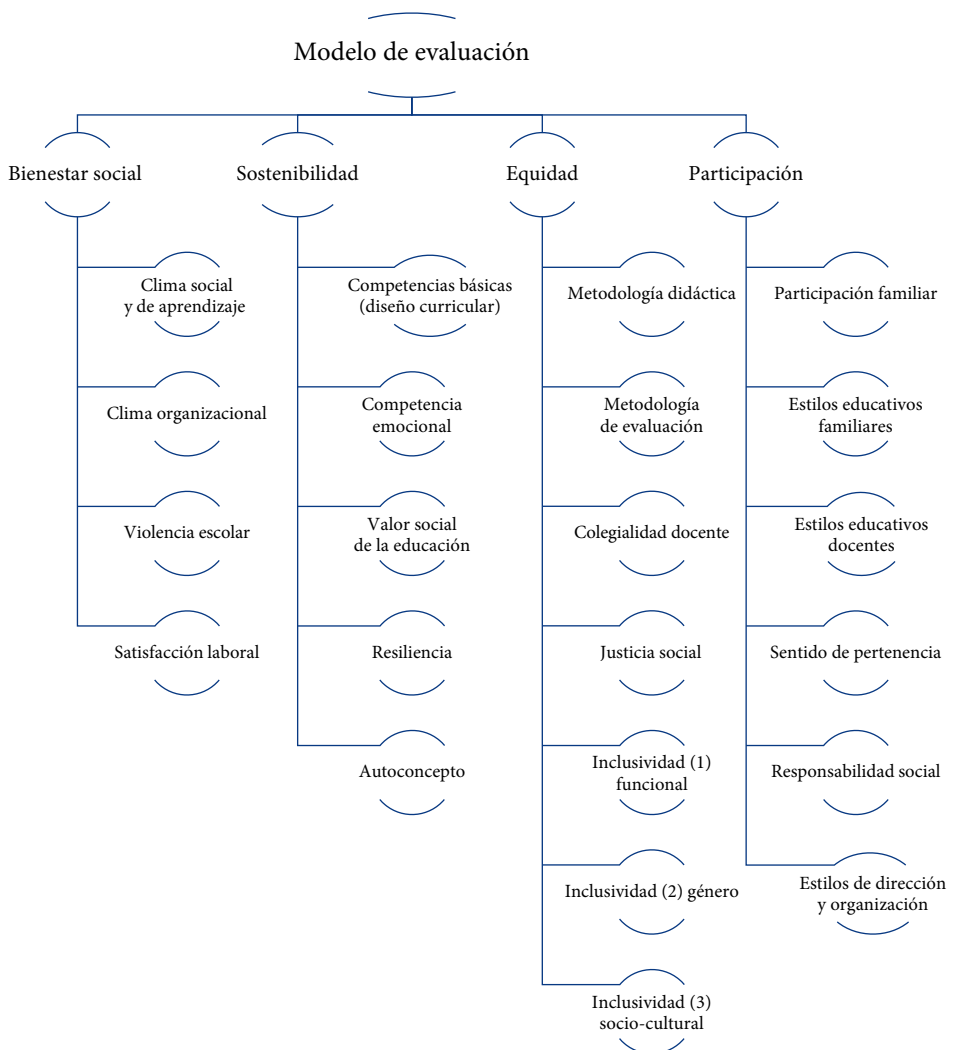 Modelo de evaluación
Bienestar social
Sostenibilidad
Equidad
Participación
Clima social
y de aprendizaje
Clima organizacional
Violencia escolar
Satisfacción laboral
Competencias básicas
(diseño curricular)
Competencia
emocional
Valor social
de la educación
Resiliencia
Autoconcepto
Metodología didáctica
Metodología
de evaluación
Colegialidad docente
Justicia social
Inclusividad (1)
funcional
Inclusividad (2) género
Inclusividad (3)
socio-cultural
Participación familiar
Estilos educativos
familiares
Estilos educativos
docentes
Sentido de pertenencia
Responsabilidad social
Estilos de dirección
y organización